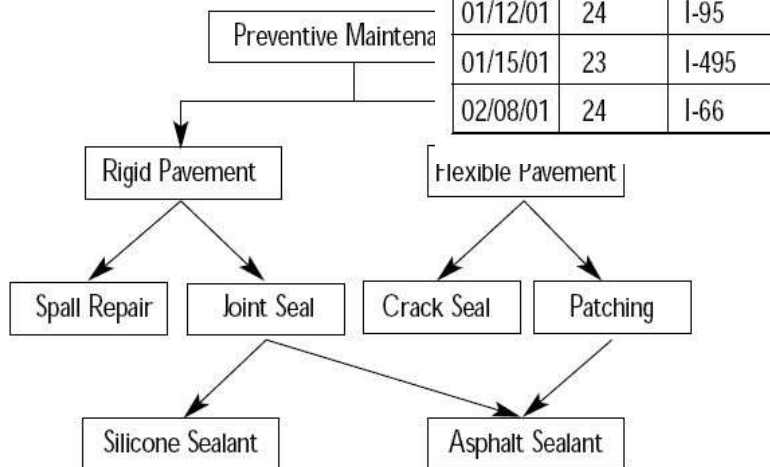 01/12/01 24 I-95
Preventive
01/15/01 23 I-495
02/08/01 24 I-66
Rigid Pavement Flexible Pavement
Spall Repair Joint Seal Crack Seal Patching
Silicone Sealant Asphalt Sealant